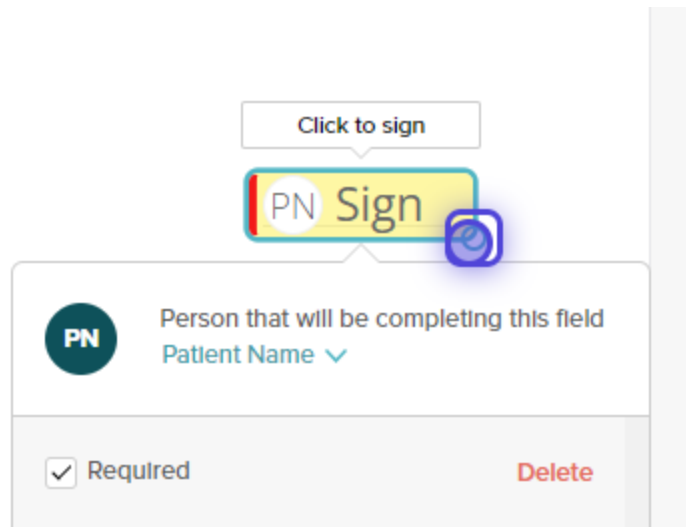 Click to sign
PN Sign
PN
Person that will be completing this field
Patient Name
Required
Delete